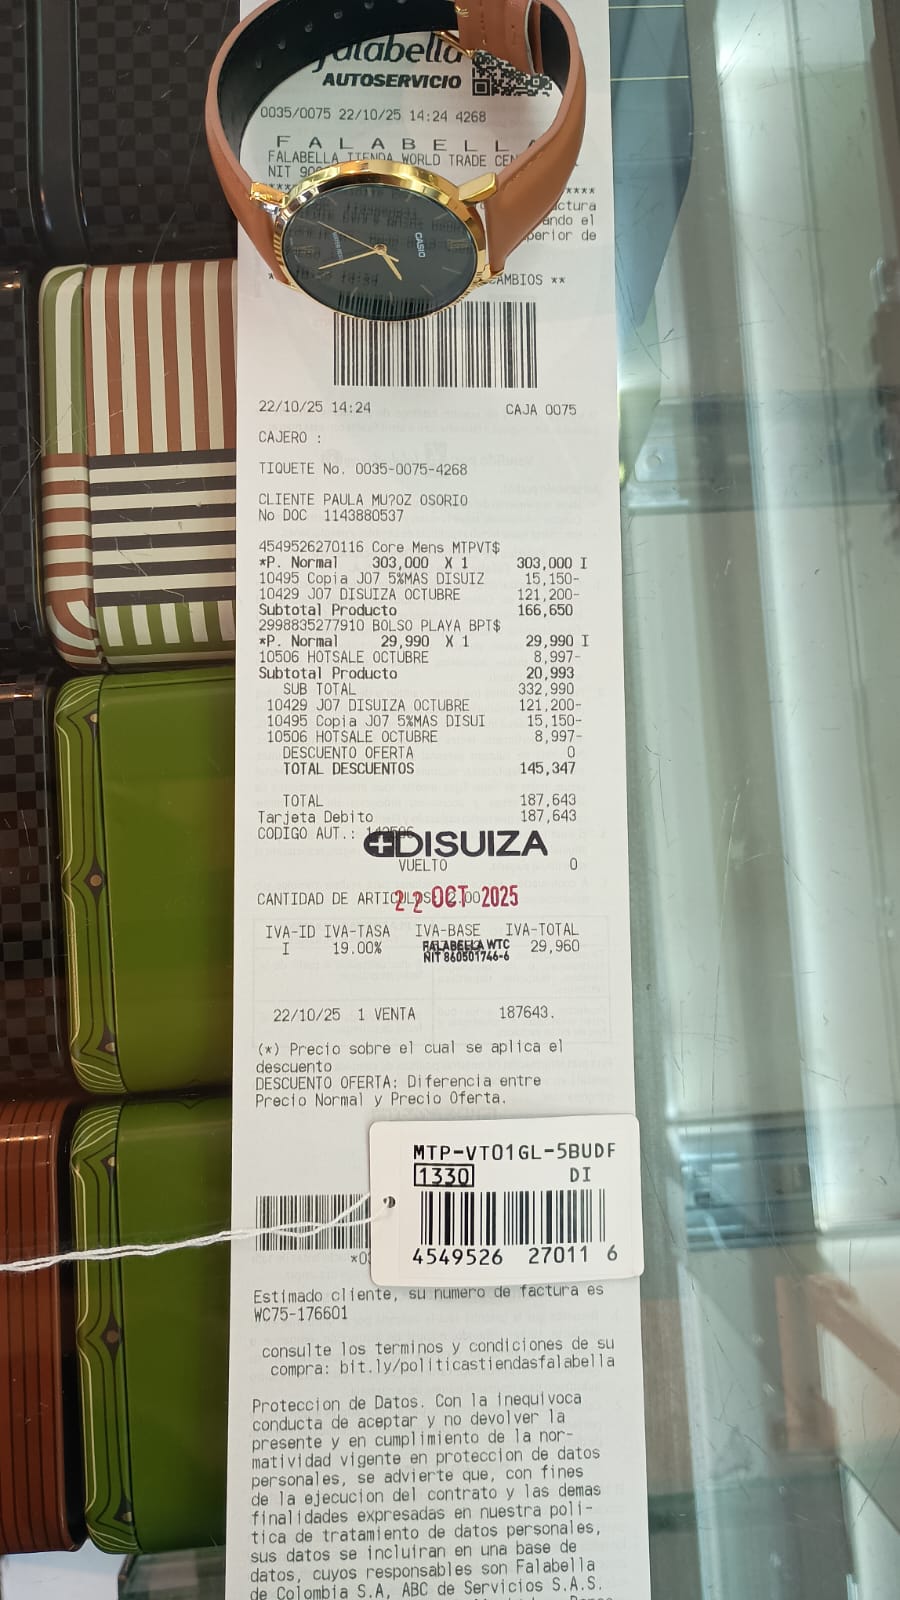 falabella
AUTOSERVICIO
0035/0075 22/10/25 14:24 4268
F A L A B E L L A
FALABELLA TIENDA WORLD TRADE CEN
NIT 900
****
ctura
ando el
perior de
CASIO
CAMBIOS **
22/10/25 14:24 CAJA 0075
CAJERO :
TIQUETE No. 0035-0075-4268
CLIENTE PAULA MU?OZ OSORIO
No DOC 1143880537
4549526270116 Core Mens MTPVT$
*P. Normal 303,000 X 1 303,000 I
10495 Copia J07 5%MAS DISUIZ 15,150-
10429 J07 DISUIZA OCTUBRE 121,200-
Subtotal Producto 166,650
2998835277910 BOLSO PLAYA BPT$
*P. Normal 29,990 X 1 29,990 I
10506 HOTSALE OCTUBRE 8,997-
Subtotal Producto 20,993
SUB TOTAL 332,990
10429 J07 DISUIZA OCTUBRE 121,200-
10495 Copia J07 5%MAS DISUI 15,150-
10506 HOTSALE OCTUBRE 8,997-
DESCUENTO OFERTA 0
TOTAL DESCUENTOS 145,347
TOTAL 187,643
Tarjeta Debito 187,643
CODIGO AUT.:
DISUIZA
VUELTO 0
CANTIDAD DE ARTICULOS 2.00
22 OCT 2025
IVA-ID IVA-TASA IVA-BASE IVA-TOTAL
I 19.00% 29,960
FALABELLA WTC
NIT 860501746-6
22/10/25 1 VENTA 187643.
(*) Precio sobre el cual se aplica el
descuento
DESCUENTO OFERTA: Diferencia entre
Precio Normal y Precio Oferta.
MTP-VT01GL-5BUDF
1330 DI
4549526 27011 6
*03
Estimado cliente, su numero de factura es
WC75-176601
consulte los terminos y condiciones de su
compra: bit.ly/politicastiendasfalabella
Proteccion de Datos. Con la inequivoca
conducta de aceptar y no devolver la
presente y en cumplimiento de la nor-
matividad vigente en proteccion de datos
personales, se advierte que, con fines
de la ejecucion del contrato y las demas
finalidades expresadas en nuestra poli-
tica de tratamiento de datos personales,
sus datos se incluiran en una base de
datos, cuyos responsables son Falabella
de Colombia S.A, ABC de Servicios S.A.S.